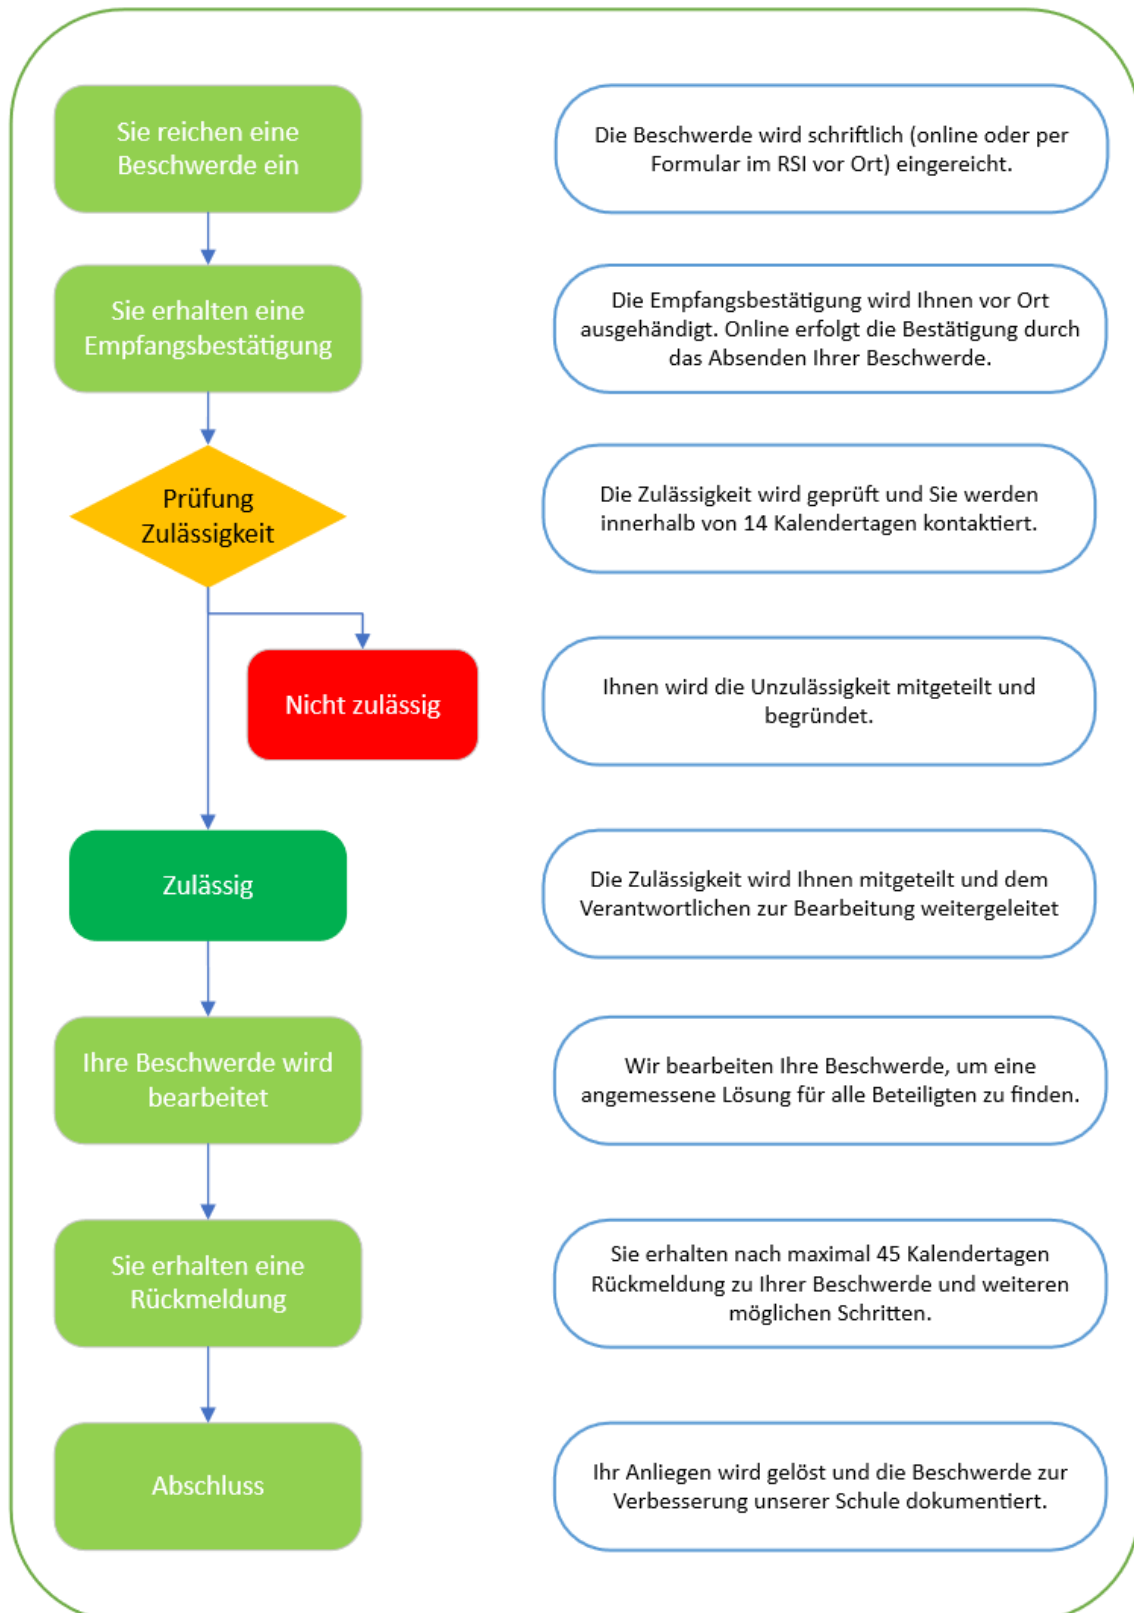 Sie reichen eine
Beschwerde ein
Die Beschwerde wird schriftlich (online oder per
Formular im RSI vor Ort) eingereicht.
Sie erhalten eine
Empfangsbestätigung
Die Empfangsbestätigung wird Ihnen vor Ort
ausgehändigt. Online erfolgt die Bestätigung durch
das Absenden Ihrer Beschwerde.
Prüfung
Zulässigkeit
Die Zulässigkeit wird geprüft und Sie werden
innerhalb von 14 Kalendertagen kontaktiert.
Nicht zulässig
Ihnen wird die Unzulässigkeit mitgeteilt und
begründet.
Zulässig
Die Zulässigkeit wird Ihnen mitgeteilt und dem
Verantwortlichen zur Bearbeitung weitergeleitet
Ihre Beschwerde wird
bearbeitet
Wir bearbeiten Ihre Beschwerde, um eine
angemessene Lösung für alle Beteiligten zu finden.
Sie erhalten eine
Rückmeldung
Sie erhalten nach maximal 45 Kalendertagen
Rückmeldung zu Ihrer Beschwerde und weiteren
möglichen Schritten.
Abschluss
Ihr Anliegen wird gelöst und die Beschwerde zur
Verbesserung unserer Schule dokumentiert.